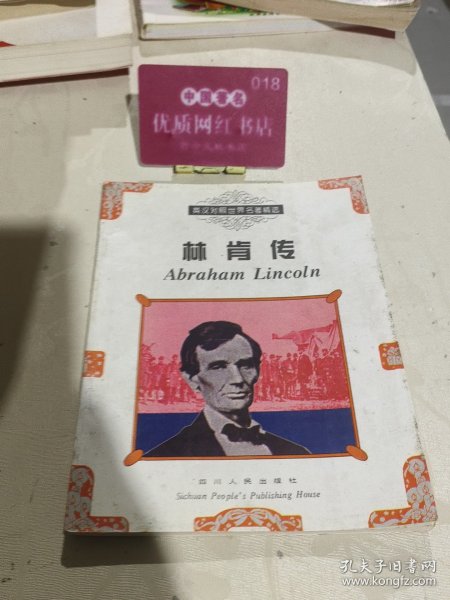 018
中国著名
优质网红书店
英汉对照世界名著精选
林肯传
Abraham Lincoln
四川人民出版社
Sichuan People's Publishing House
孔夫子旧书网
www.kongfz.com